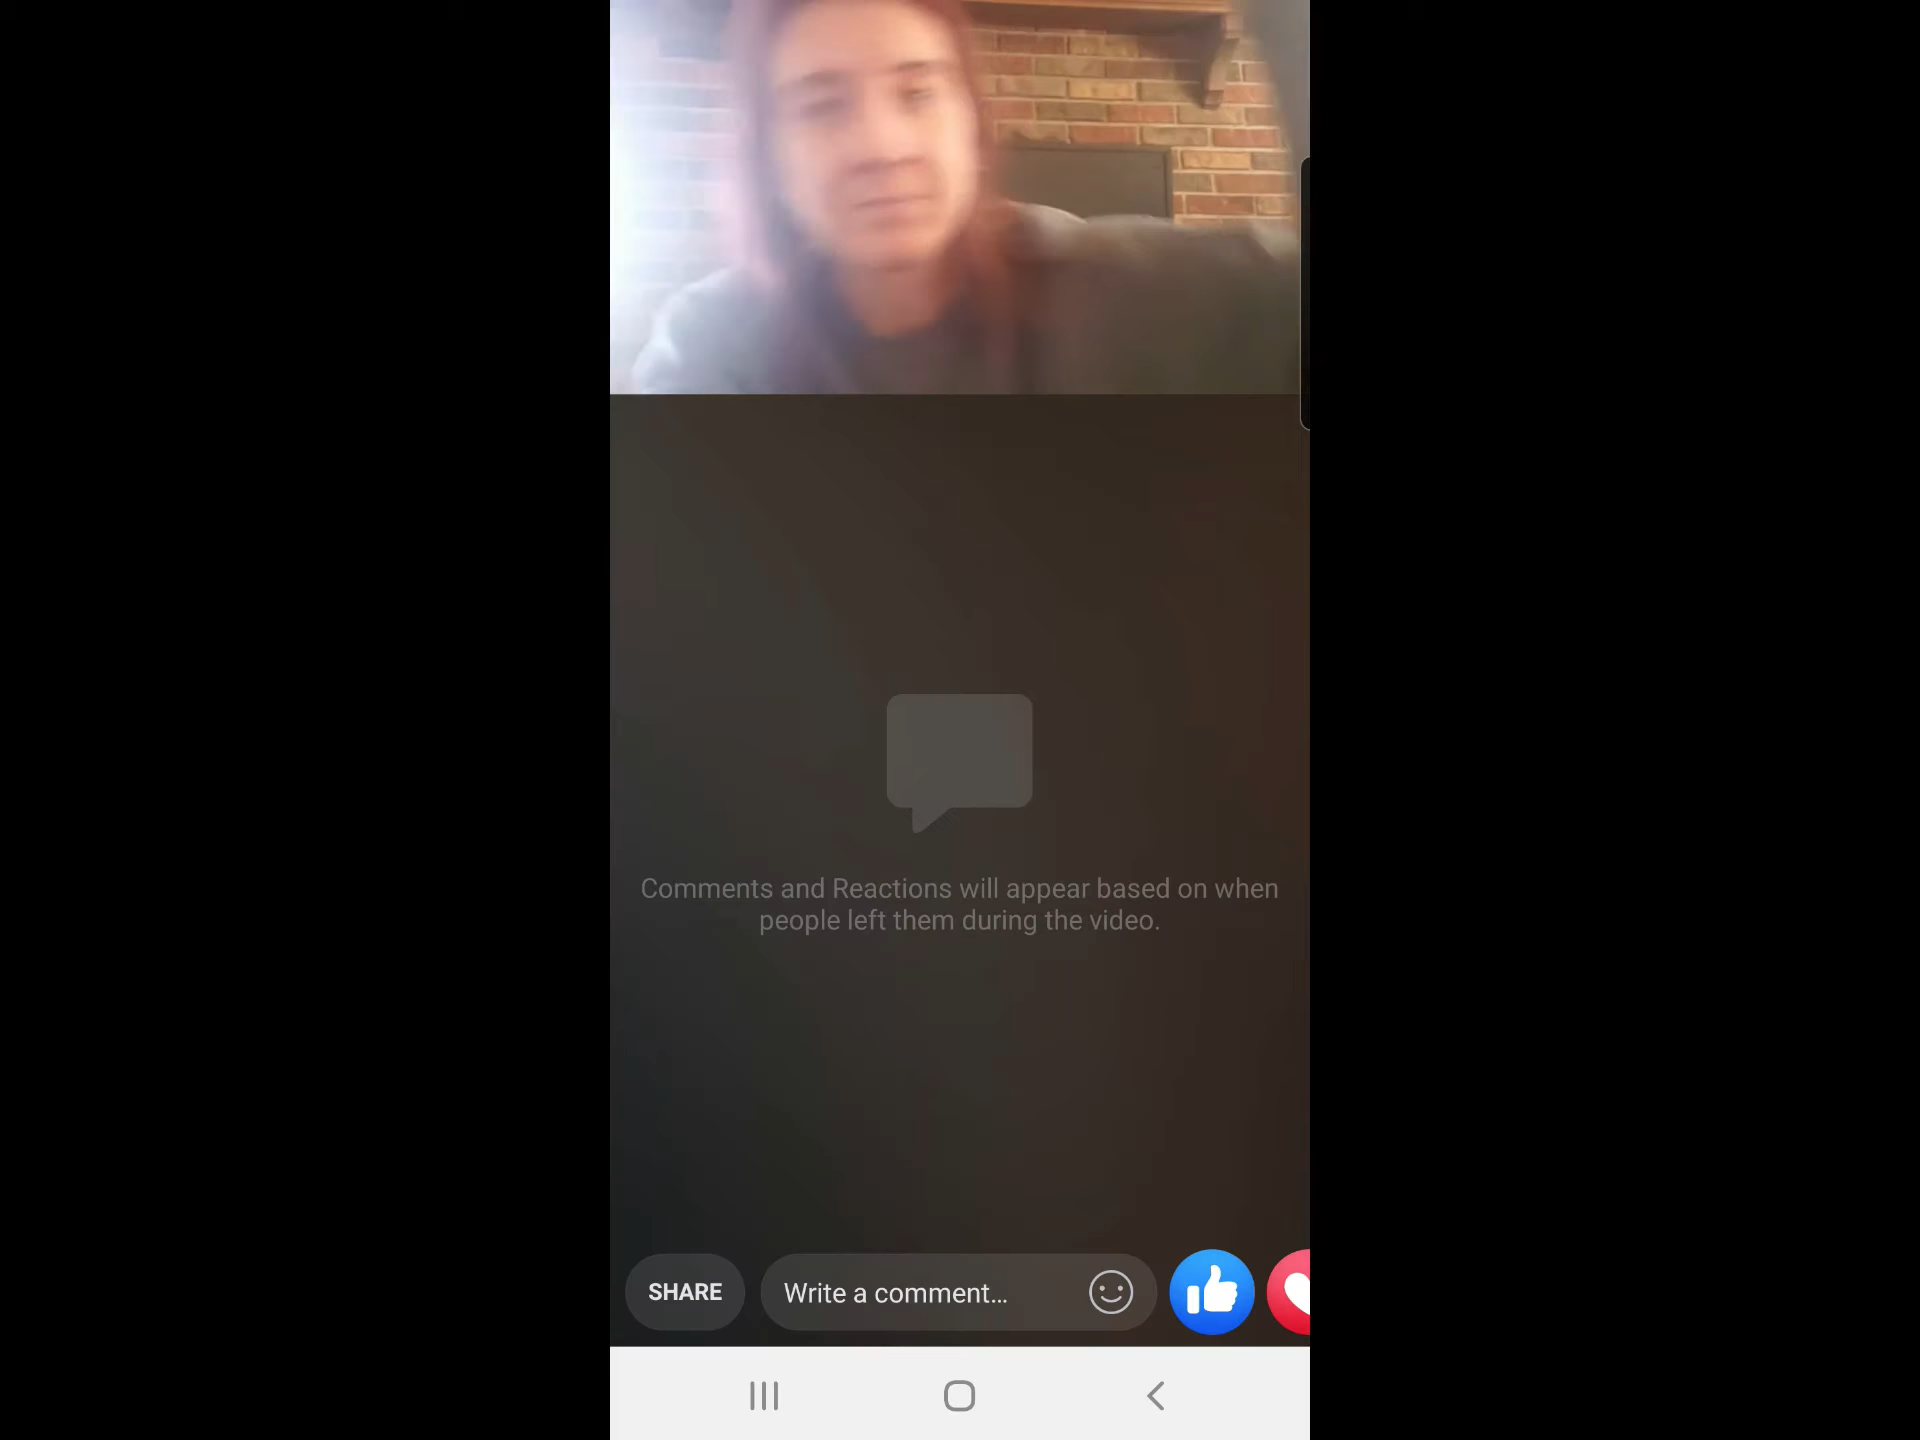 Comments and Reactions will appear based on when
people left them during the video.
SHARE
Write a comment...